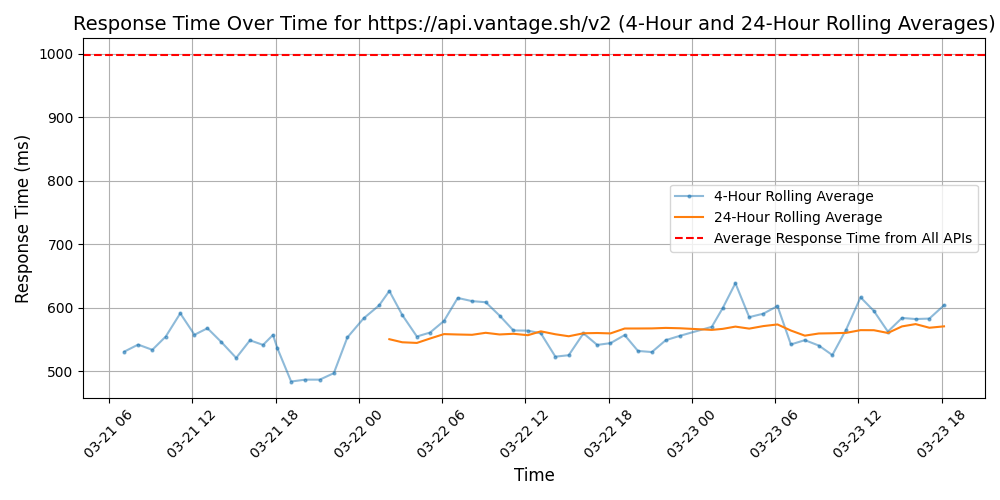 Response Time Over Time for https://api.vantage.sh/v2 (4-Hour and 24-Hour Rolling Averages)
Response Time (ms)
1000
900
800
700
600
500
4-Hour Rolling Average
24-Hour Rolling Average
Average Response Time from All APIs
03-21 06
03-21 12
03-21 18
03-22 00
03-22 06
03-22 12
03-22 18
03-23 00
03-23 06
03-23 12
03-23 18
Time